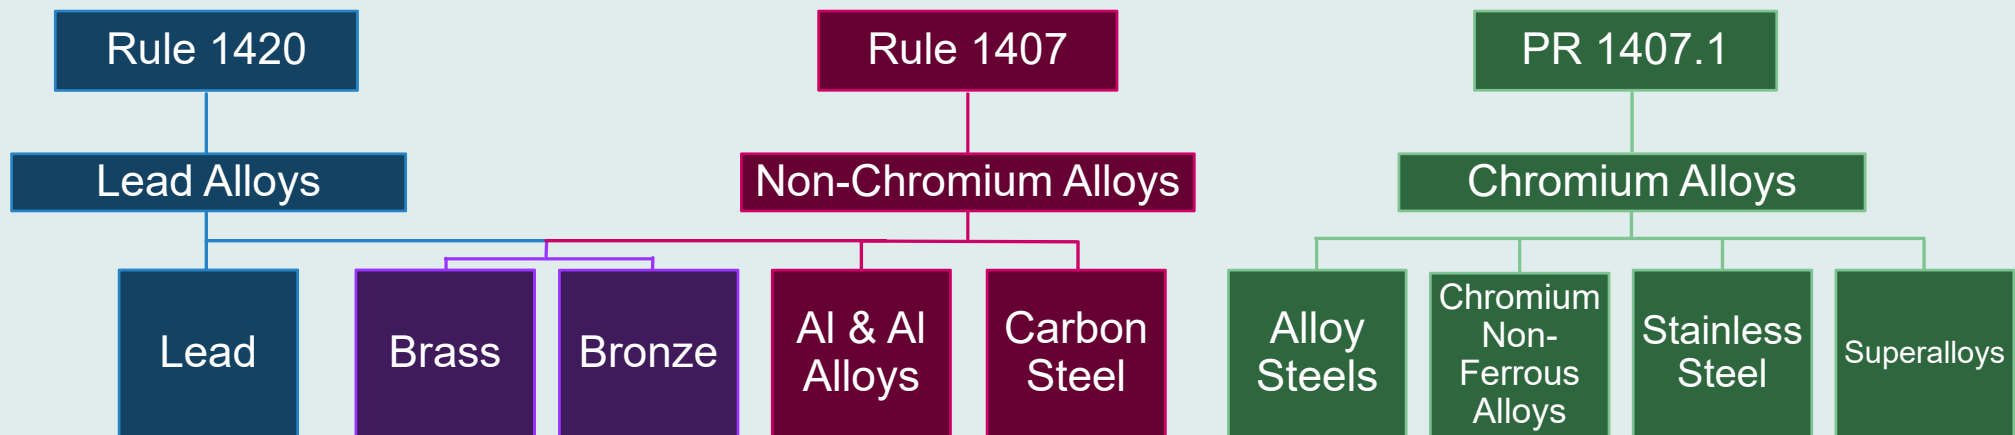 Rule 1420
Rule 1407
PR 1407.1
Lead Alloys
Non-Chromium Alloys
Chromium Alloys
Lead
Brass
Bronze
Al & Al
Alloys
Carbon
Steel
Alloy
Steels
Chromium
Non-
Ferrous
Alloys
Stainless
Steel
Superalloys